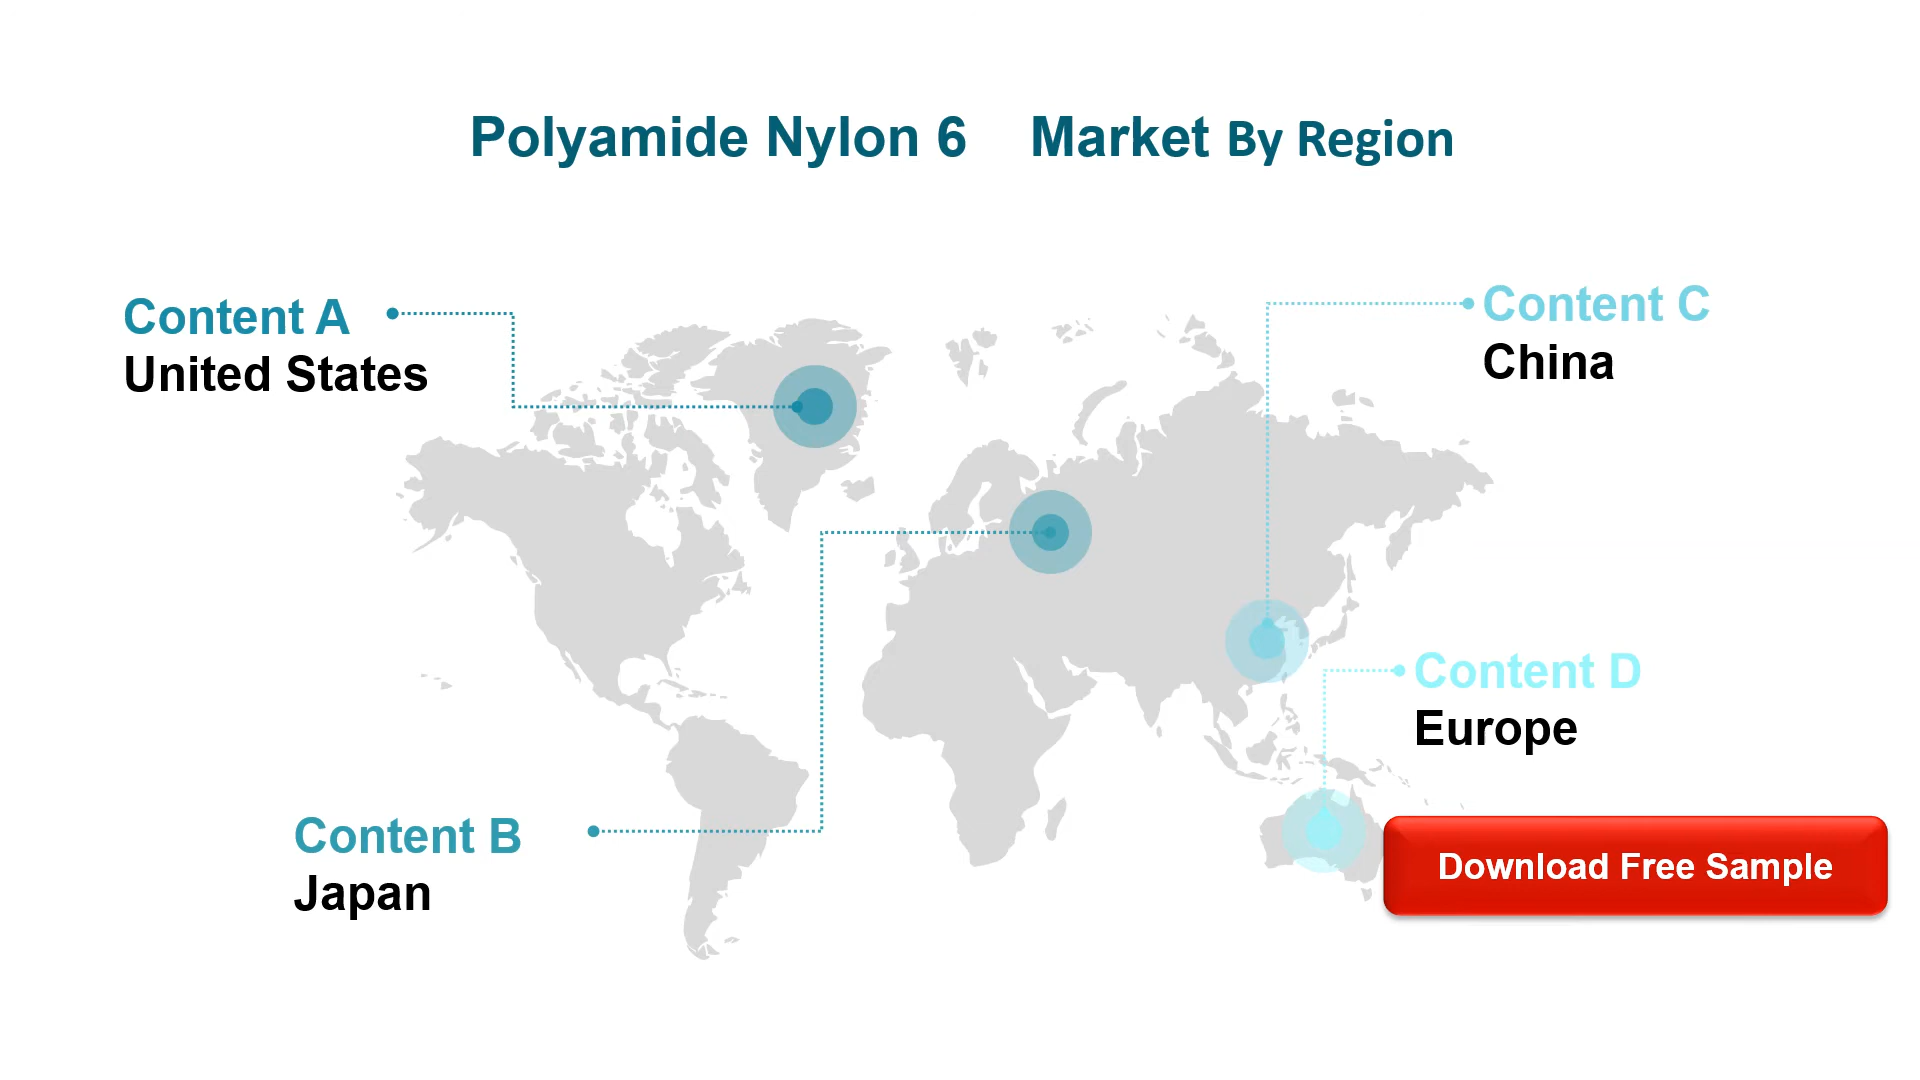 Polyamide Nylon 6 Market By Region
Content A
United States
Content C
China
Content D
Europe
Content B
Japan
Download Free Sample